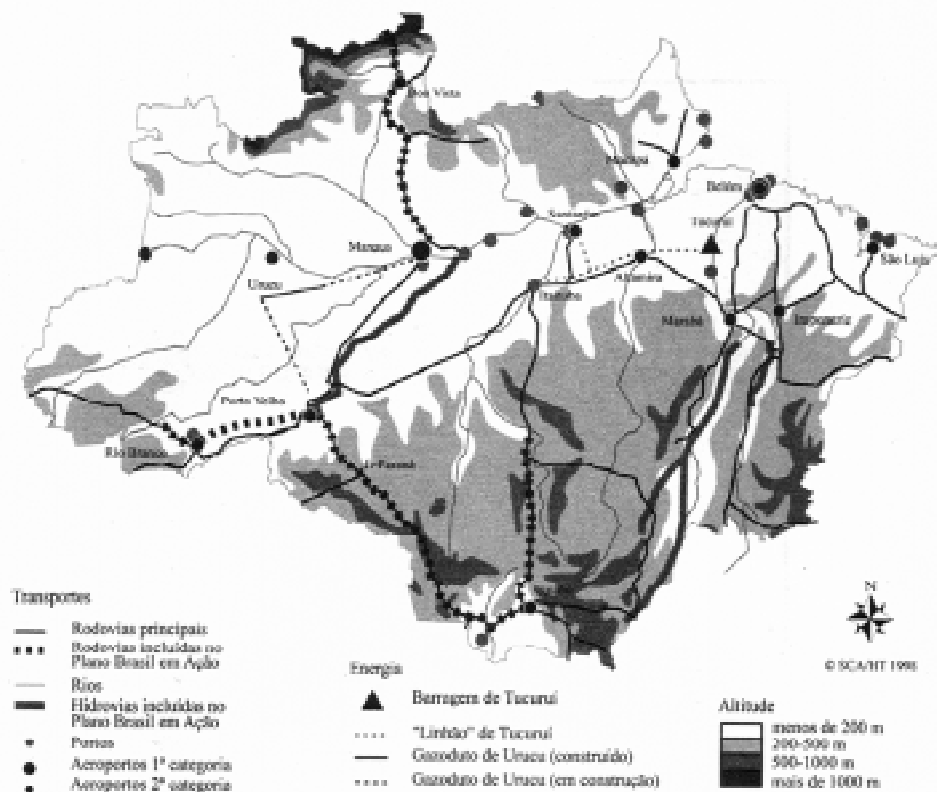 Boa Vista
Macapá
Belém
Santarém
Tucuruí
Manaus
São Luís
Urucu
Altamira
Itaituba
Marabá
Imperatriz
Porto Velho
Rio Branco
Ji-Paraná
N
© SCA/HT 1998
Transportes
Rodovias principais
Rodovias incluídas no
Plano Brasil em Ação
Rios
Hidrovias incluídas no
Plano Brasil em Ação
Portos
Aeroportos 1ª categoria
Aeroportos 2ª categoria
Energia
Barragem de Tucuruí
"Linhão" de Tucuruí
Gazoduto de Urucu (construído)
Gazoduto de Urucu (em construção)
Altitude
menos de 200 m
200-500 m
500-1000 m
mais de 1000 m